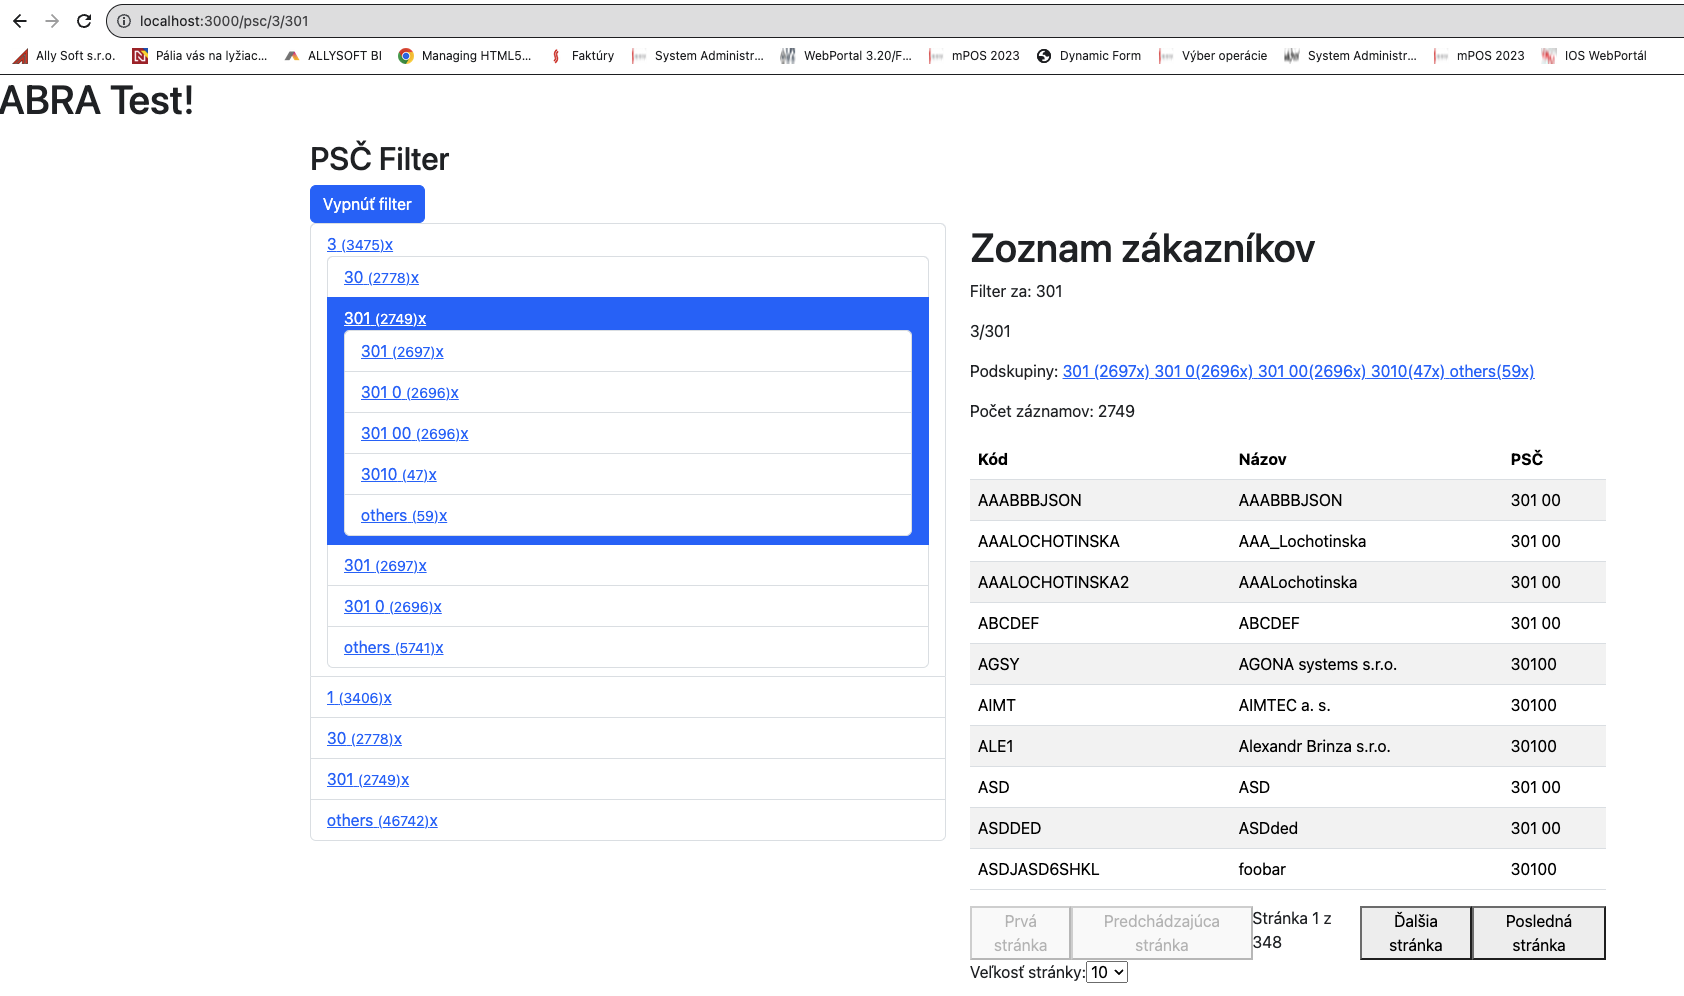 localhost:3000/psc/3/301
Ally Soft s.r.o. Pália vás na lyžiac... ALLYSOFT BI Managing HTML5... Faktúry System Administr... WebPortal 3.20/F... mPOS 2023 Dynamic Form Výber operácie System Administr... mPOS 2023 IOS WebPortál
ABRA Test!
PSČ Filter
Vypnúť filter
3 (3475)x
30 (2778)x
301 (2749)x
301 (2697)x
301 0 (2696)x
301 00 (2696)x
3010 (47)x
others (59)x
301 (2697)x
301 0 (2696)x
others (5741)x
1 (3406)x
30 (2778)x
301 (2749)x
others (46742)x
Zoznam zákazníkov
Filter za: 301
3/301
Podskupiny: 301 (2697x) 301 0(2696x) 301 00(2696x) 3010(47x) others(59x)
Počet záznamov: 2749
Kód Názov PSČ
AAABBBJSON AAABBBJSON 301 00
AAALOCHOTINSKA AAA_Lochotinska 301 00
AAALOCHOTINSKA2 AAALochotinska 301 00
ABCDEF ABCDEF 301 00
AGSY AGONA systems s.r.o. 30100
AIMT AIMTEC a. s. 30100
ALE1 Alexandr Brinza s.r.o. 30100
ASD ASD 301 00
ASDDED ASDded 301 00
ASDJASD6SHKL foobar 30100
Prvá stránka
Predchádzajúca stránka
Stránka 1 z 348
Ďalšia stránka
Posledná stránka
Veľkosť stránky: 10